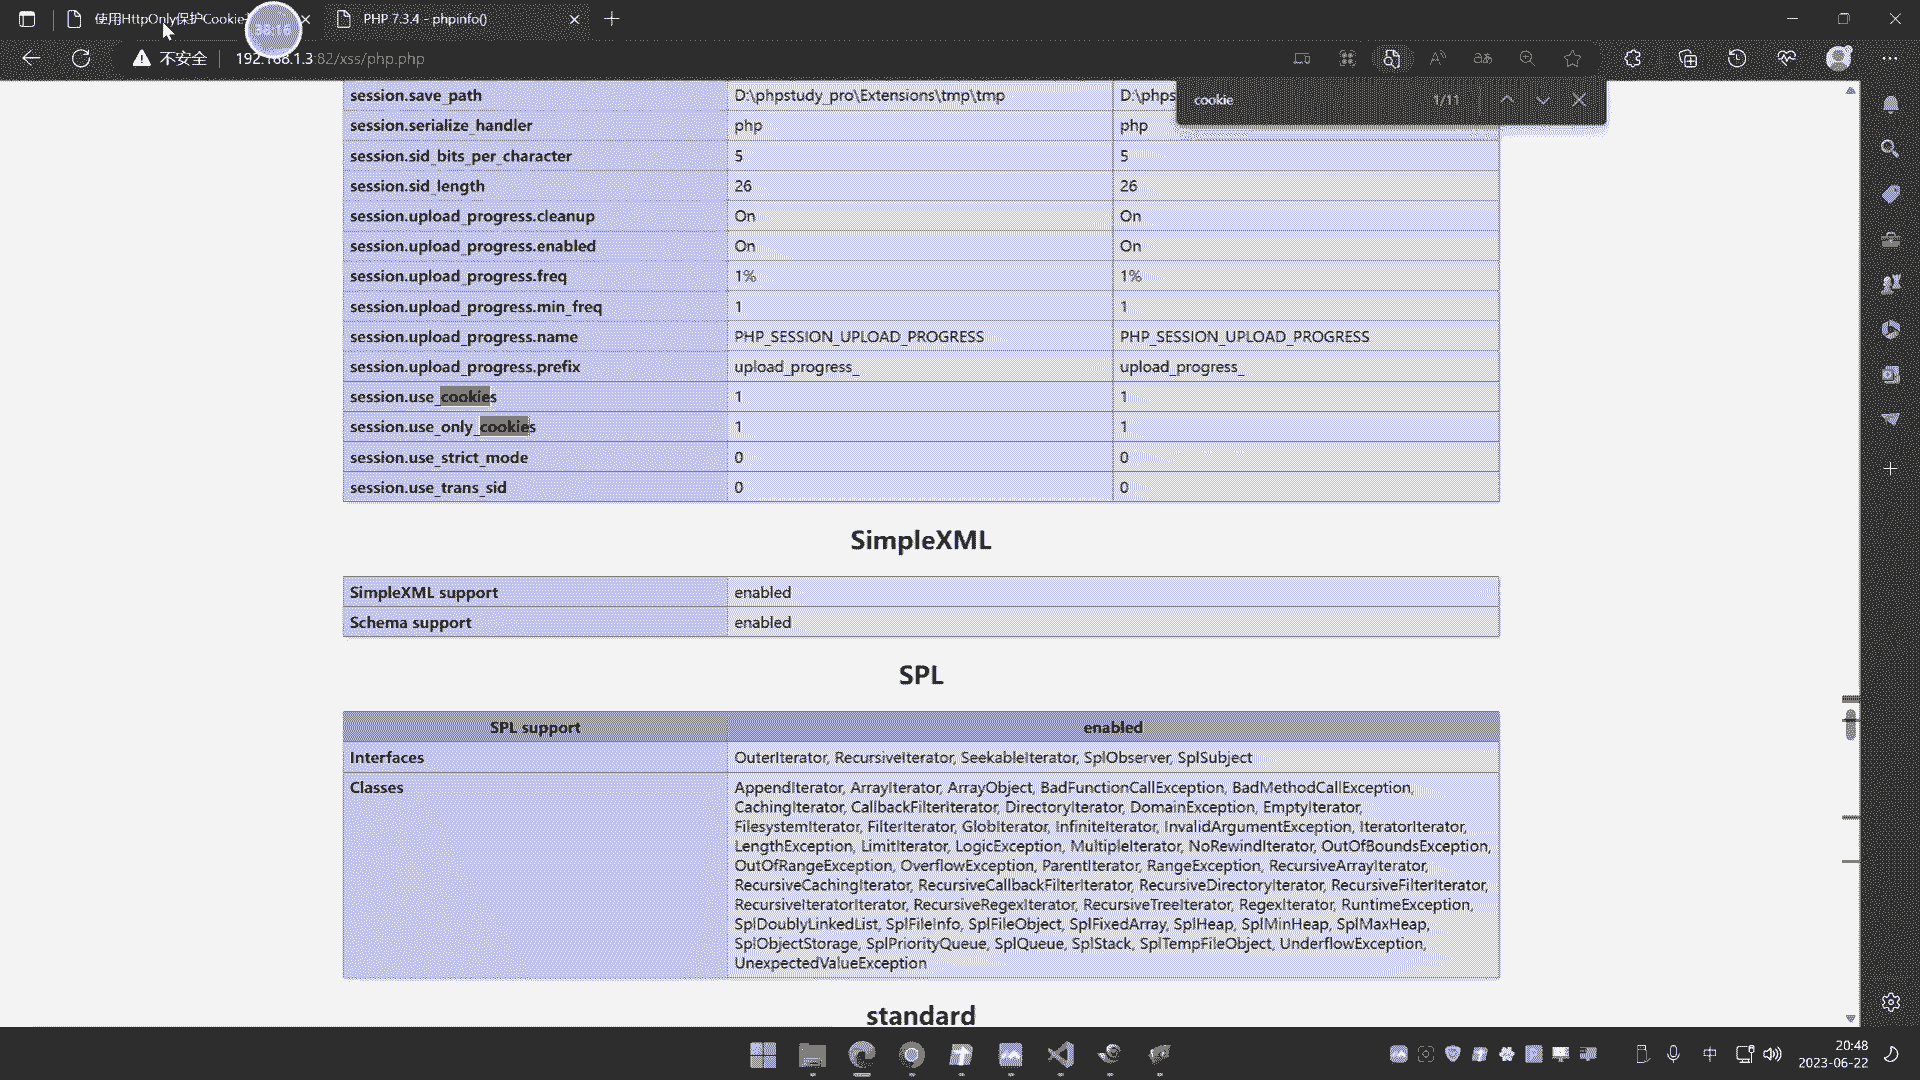 使用HttpOnly保护Cookie
38:16
PHP 7.3.4 - phpinfo()
不安全
192.168.1.3:82/xss/php.php
cookie
1/11
session.save_path D:\phpstudy_pro\Extensions\tmp\tmp D:\phps
session.serialize_handler php php
session.sid_bits_per_character 5 5
session.sid_length 26 26
session.upload_progress.cleanup On On
session.upload_progress.enabled On On
session.upload_progress.freq 1% 1%
session.upload_progress.min_freq 1 1
session.upload_progress.name PHP_SESSION_UPLOAD_PROGRESS PHP_SESSION_UPLOAD_PROGRESS
session.upload_progress.prefix upload_progress_ upload_progress_
session.use_cookies 1 1
session.use_only_cookies 1 1
session.use_strict_mode 0 0
session.use_trans_sid 0 0
SimpleXML
SimpleXML support enabled
Schema support enabled
SPL
SPL support enabled
Interfaces OuterIterator, RecursiveIterator, SeekableIterator, SplObserver, SplSubject
Classes AppendIterator, ArrayIterator, ArrayObject, BadFunctionCallException, BadMethodCallException,
CachingIterator, CallbackFilterIterator, DirectoryIterator, DomainException, EmptyIterator,
FilesystemIterator, FilterIterator, GlobIterator, InfiniteIterator, InvalidArgumentException, IteratorIterator,
LengthException, LimitIterator, LogicException, MultipleIterator, NoRewindIterator, OutOfBoundsException,
OutOfRangeException, OverflowException, ParentIterator, RangeException, RecursiveArrayIterator,
RecursiveCachingIterator, RecursiveCallbackFilterIterator, RecursiveDirectoryIterator, RecursiveFilterIterator,
RecursiveIteratorIterator, RecursiveRegexIterator, RecursiveTreeIterator, RegexIterator, RuntimeException,
SplDoublyLinkedList, SplFileInfo, SplFileObject, SplFixedArray, SplHeap, SplMinHeap, SplMaxHeap,
SplObjectStorage, SplPriorityQueue, SplQueue, SplStack, SplTempFileObject, UnderflowException,
UnexpectedValueException
standard
中
20:48
2023-06-22